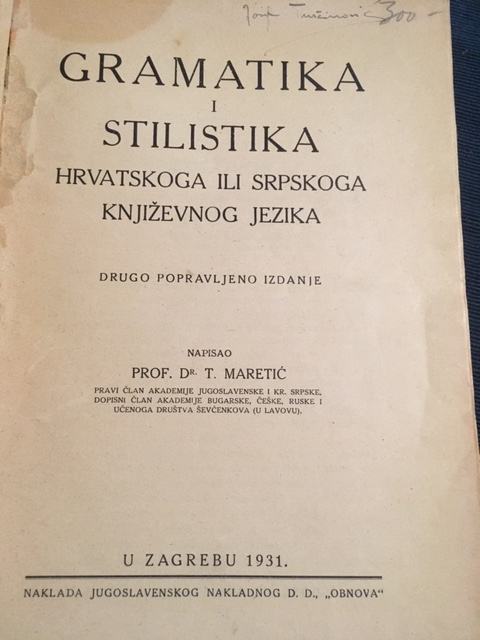 300-
GRAMATIKA
I
STILISTIKA
HRVATSKOGA ILI SRPSKOGA
KNJIŽEVNOG JEZIKA
DRUGO POPRAVLJENO IZDANJE
NAPISAO
PROF. DR. T. MARETIĆ
PRAVI ČLAN AKADEMIJE JUGOSLAVENSKE I KR. SRPSKE,
DOPISNI ČLAN AKADEMIJE BUGARSKE, ČEŠKE, RUSKE I
UČENOGA DRUŠTVA ŠEVČENKOVA (U LAVOVU).
U ZAGREBU 1931.
NAKLADA JUGOSLAVENSKOG NAKLADNOG D. D., „OBNOVA“